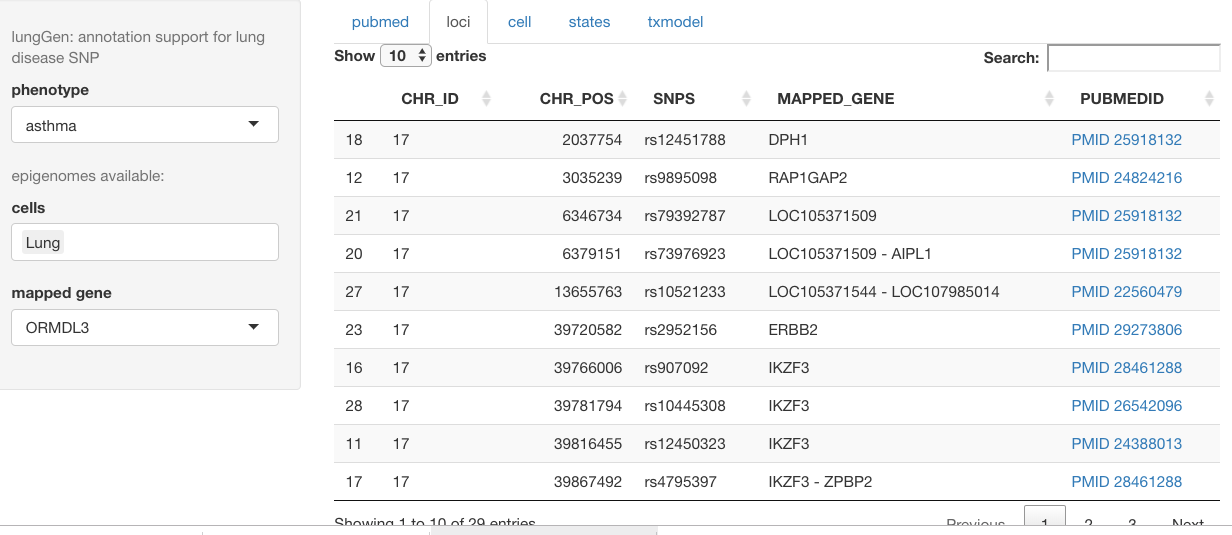 lungGen: annotation support for lung
disease SNP
phenotype
asthma
epigenomes available:
cells
Lung
mapped gene
ORMDL3
pubmed loci cell states txmodel
Show 10 entries Search:
CHR_ID CHR_POS SNPS MAPPED_GENE PUBMEDID
18 17 2037754 rs12451788 DPH1 PMID 25918132
12 17 3035239 rs9895098 RAP1GAP2 PMID 24824216
21 17 6346734 rs79392787 LOC105371509 PMID 25918132
20 17 6379151 rs73976923 LOC105371509 - AIPL1 PMID 25918132
27 17 13655763 rs10521233 LOC105371544 - LOC107985014 PMID 22560479
23 17 39720582 rs2952156 ERBB2 PMID 29273806
16 17 39766006 rs907092 IKZF3 PMID 28461288
28 17 39781794 rs10445308 IKZF3 PMID 26542096
11 17 39816455 rs12450323 IKZF3 PMID 24388013
17 17 39867492 rs4795397 IKZF3 - ZPBP2 PMID 28461288
Showing 1 to 10 of 29 entries Previous 1 2 3 Next